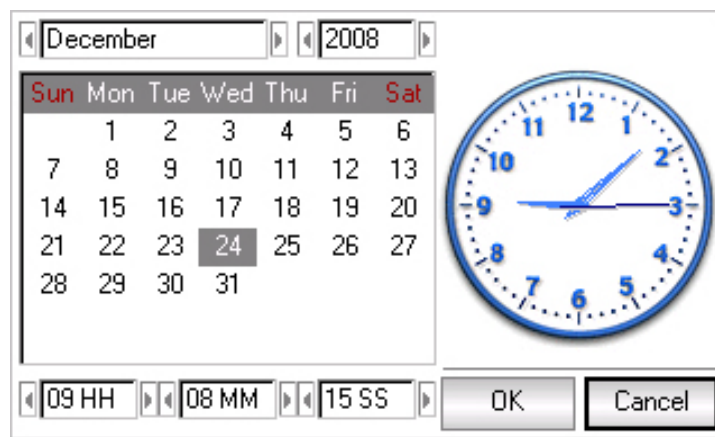 December 2008
Sun Mon Tue Wed Thu Fri Sat
1 2 3 4 5 6
7 8 9 10 11 12 13
14 15 16 17 18 19 20
21 22 23 24 25 26 27
28 29 30 31
12
11 1
10 2
9 3
8 4
7 5
6
09 HH 08 MM 15 SS
OK Cancel